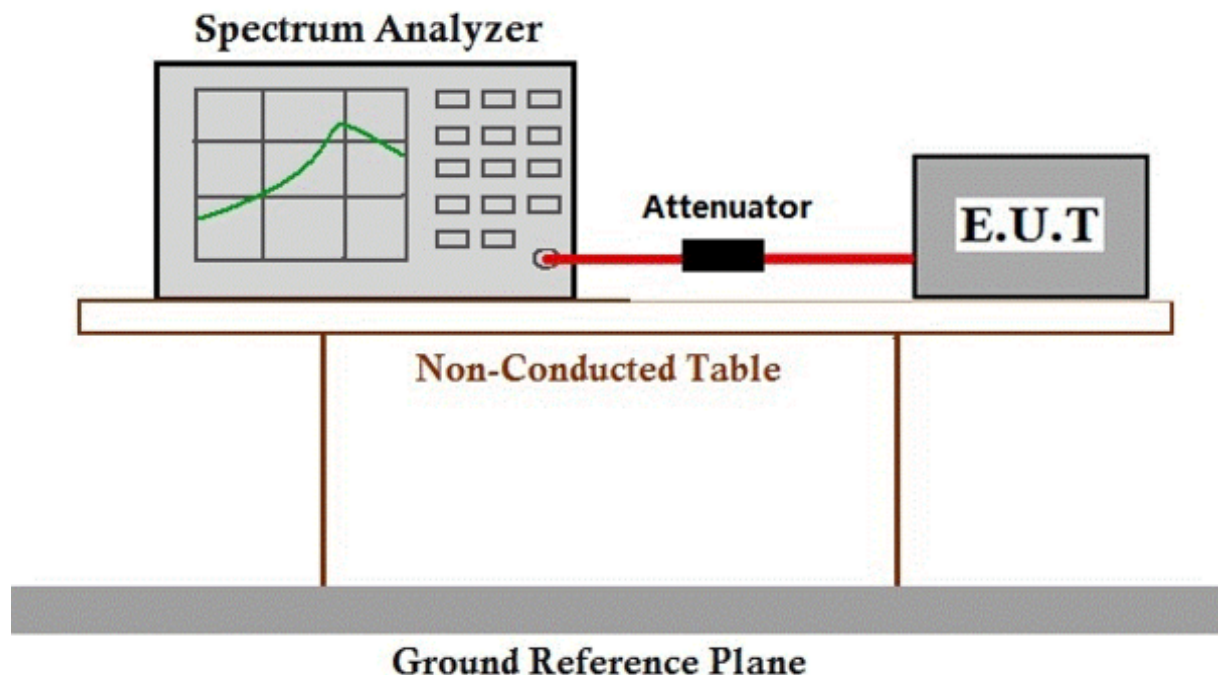 Spectrum Analyzer
Attenuator
E.U.T
Non-Conducted Table
Ground Reference Plane